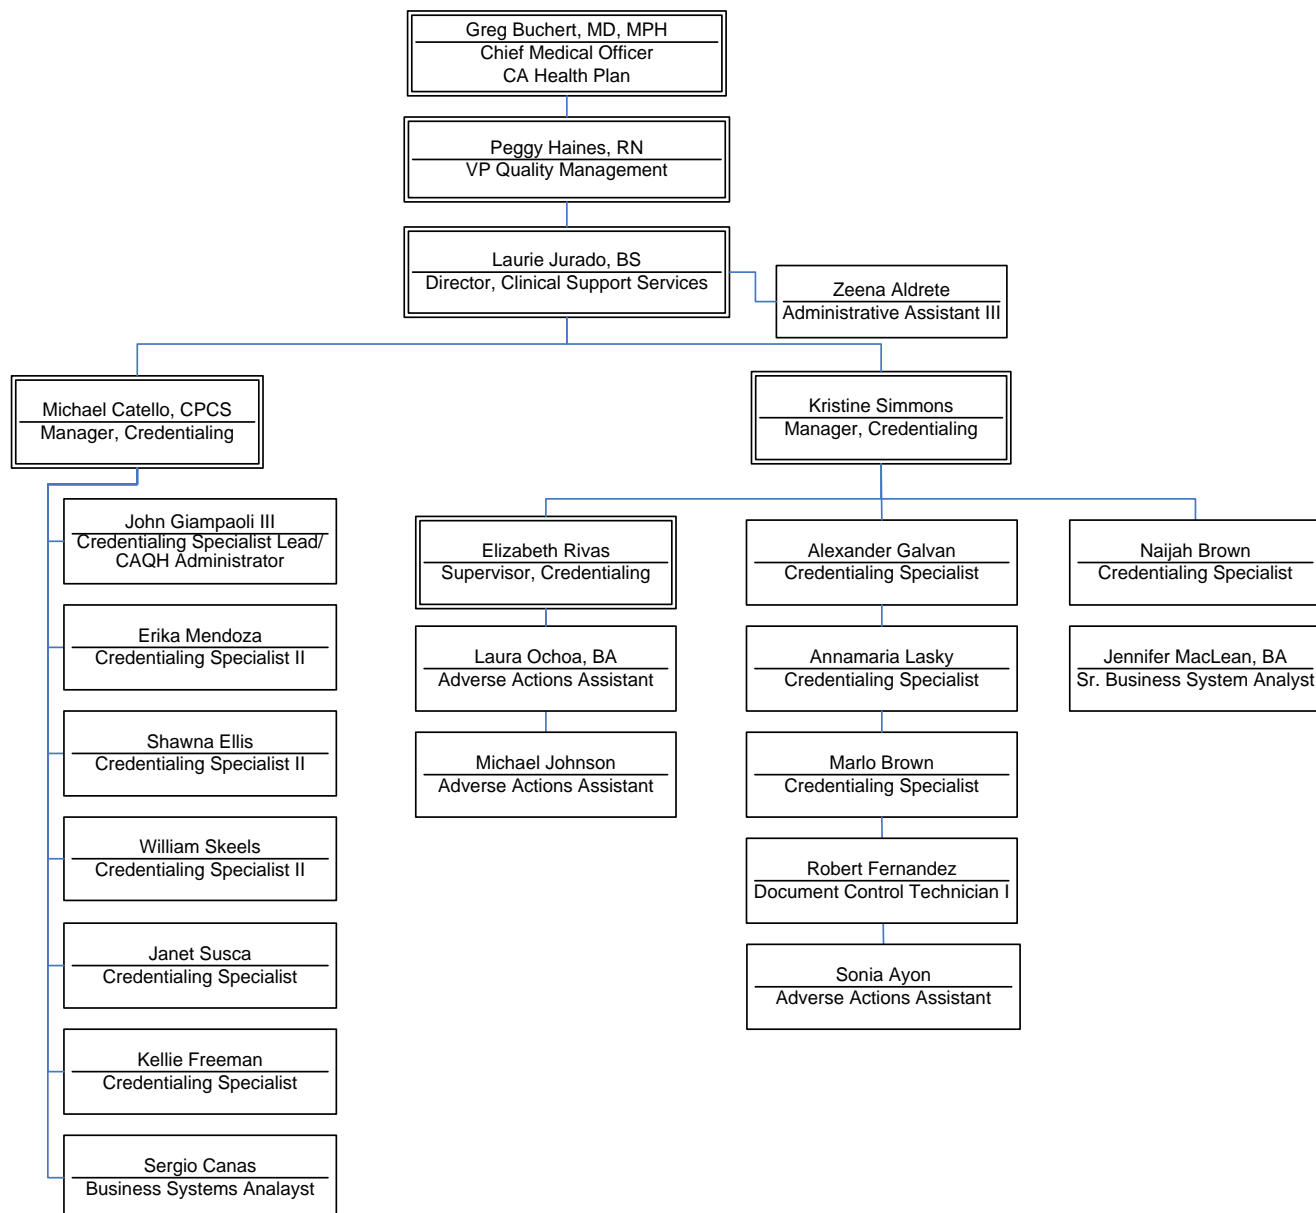 Greg Buchert, MD, MPH
Chief Medical Officer
CA Health Plan
Peggy Haines, RN
VP Quality Management
Laurie Jurado, BS
Director, Clinical Support Services
Zeena Aldrete
Administrative Assistant III
Michael Catello, CPCS
Manager, Credentialing
Kristine Simmons
Manager, Credentialing
John Giampaoli III
Credentialing Specialist Lead/
CAQH Administrator
Erika Mendoza
Credentialing Specialist II
Shawna Ellis
Credentialing Specialist II
William Skeels
Credentialing Specialist II
Janet Susca
Credentialing Specialist
Kellie Freeman
Credentialing Specialist
Sergio Canas
Business Systems Analayst
Elizabeth Rivas
Supervisor, Credentialing
Laura Ochoa, BA
Adverse Actions Assistant
Michael Johnson
Adverse Actions Assistant
Alexander Galvan
Credentialing Specialist
Annamaria Lasky
Credentialing Specialist
Marlo Brown
Credentialing Specialist
Robert Fernandez
Document Control Technician I
Sonia Ayon
Adverse Actions Assistant
Naijah Brown
Credentialing Specialist
Jennifer MacLean, BA
Sr. Business System Analyst